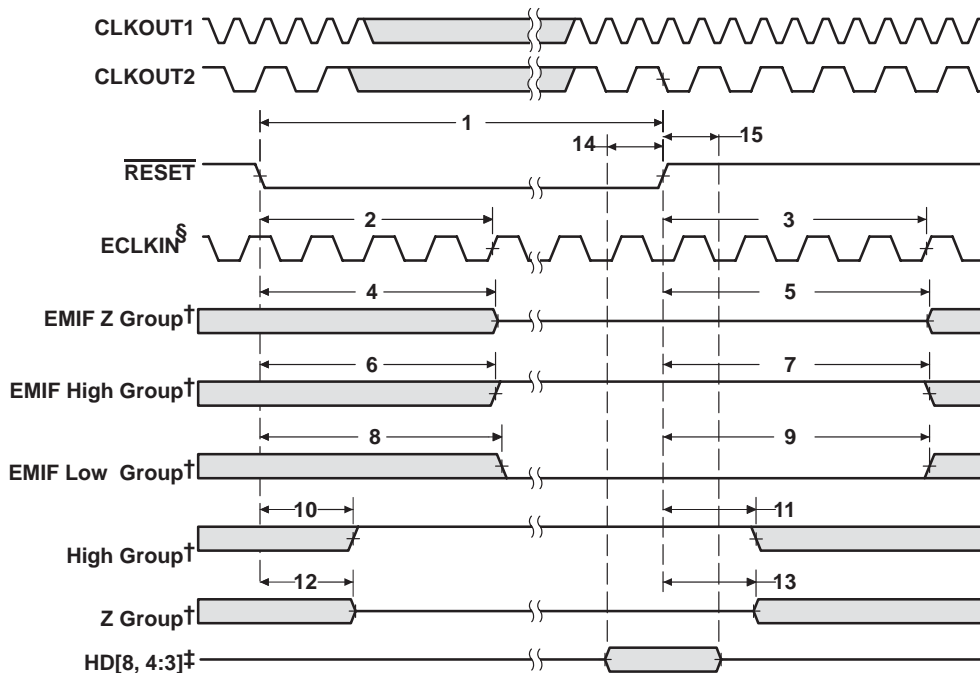 CLKOUT1
CLKOUT2
1
14
15
RESET
2
3
ECLKIN§
4
5
EMIF Z Group†
6
7
EMIF High Group†
8
9
EMIF Low Group†
10
11
High Group†
12
13
Z Group†
HD[8, 4:3]‡